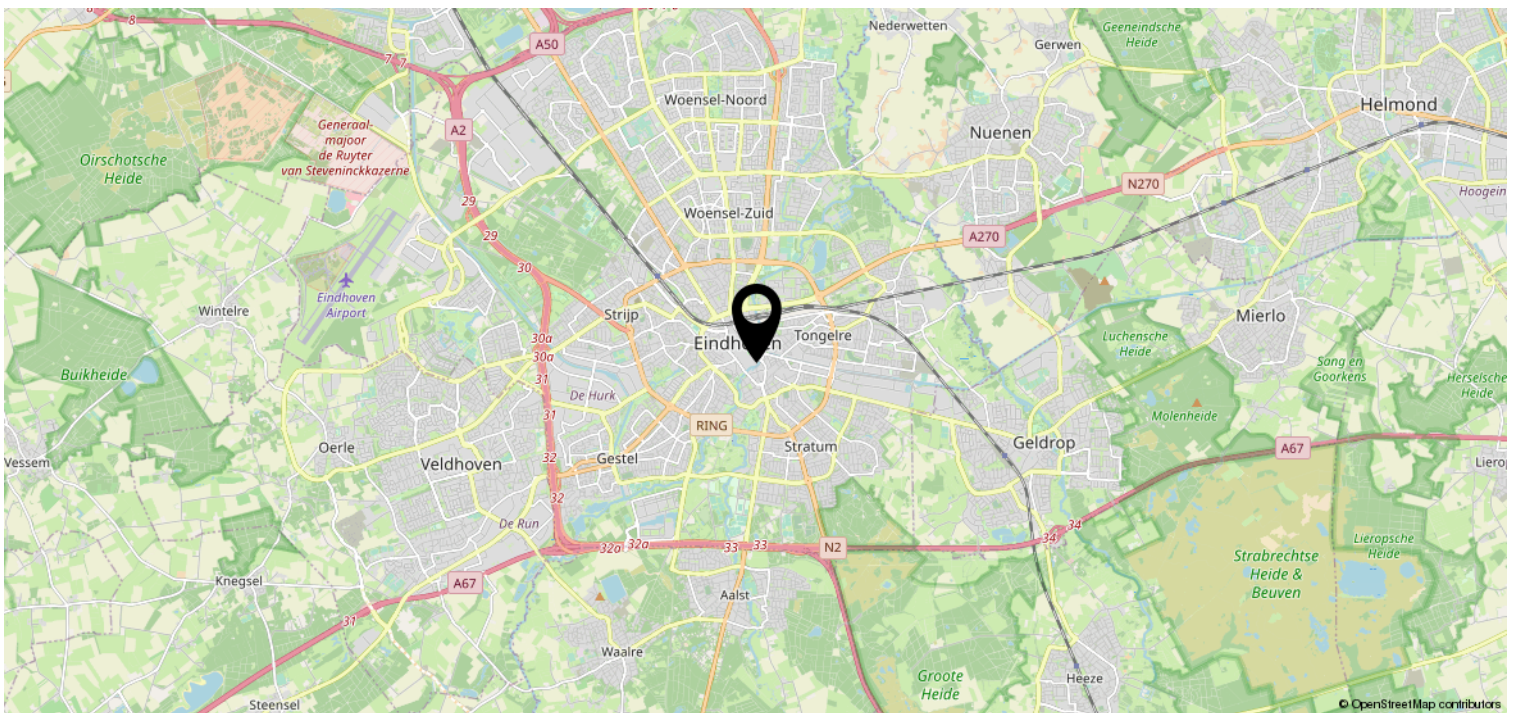 8
8
A50
Nederwetten
Geeneindsche
Heide
Gerwen
7
7
Woensel-Noord
Helmond
A2
Generaal-
majoor
de Ruyter
van Steveninckkazerne
Nuenen
Oirschotsche
Heide
N270
Hoogein
29
Woensel-Zuid
29
A270
30
Eindhoven
Airport
Wintelre
Strijp
Mierlo
30a
Tongelre
Luchensche
Heide
30a
31
Sang en
Goorkens
Buikheide
Herselsche
Heide
De Hurk
31
Molenheide
RING
Oerle
32
Stratum
Geldrop
A67
Vessem
Veldhoven
Gestel
32
De Run
34
34
32a
32a
33
33
N2
Lieropsche
Heide
Strabrechtse
Heide &
Beuven
Knegsel
A67
Aalst
31
Waalre
Groote
Heide
Heeze
Steensel
© OpenStreetMap contributors